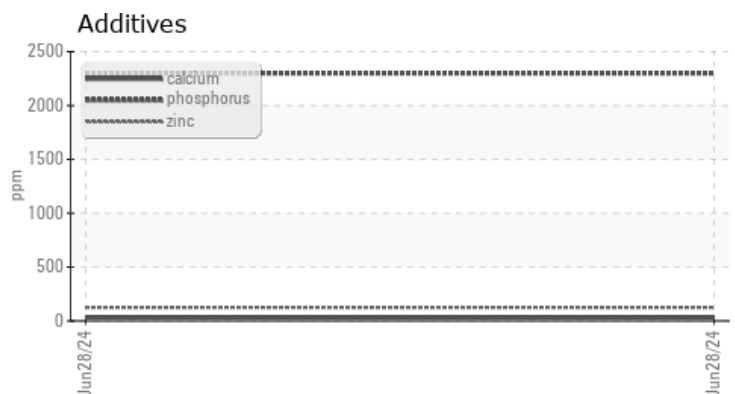 Additives
2500
2000
1500
1000
500
0
ppm
calcium
phosphorus
zinc
Jun28/24
Jun28/24